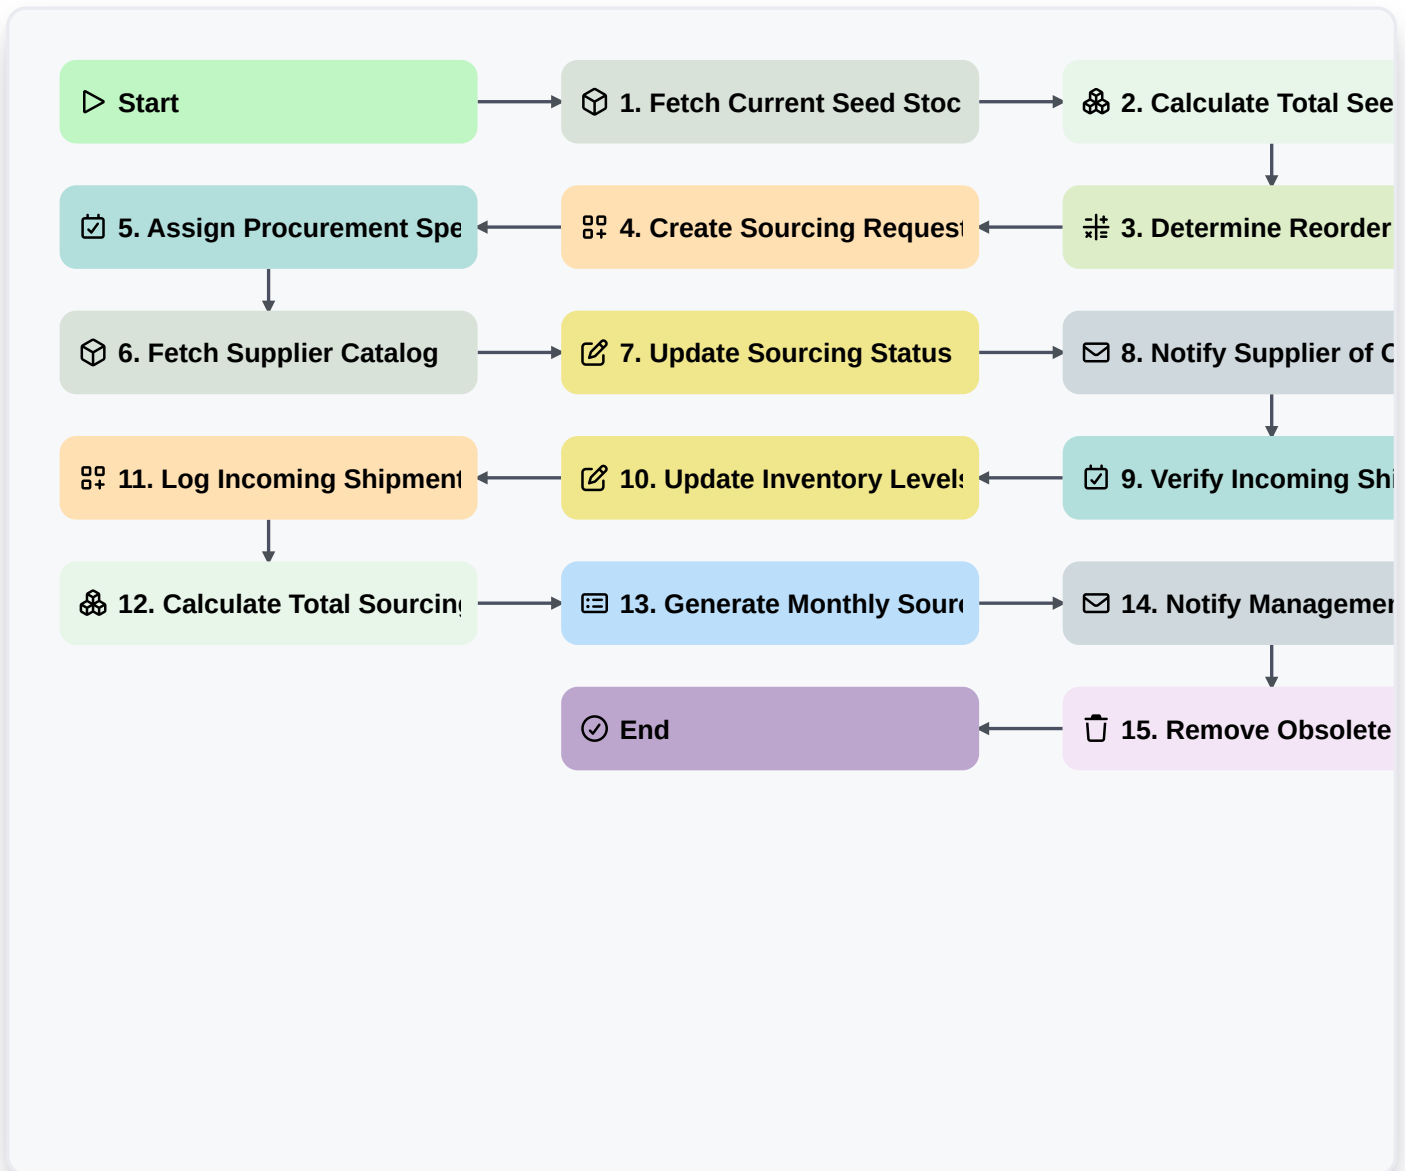 Start
1. Fetch Current Seed Stoc
2. Calculate Total See
5. Assign Procurement Spe
4. Create Sourcing Request
3. Determine Reorder
6. Fetch Supplier Catalog
7. Update Sourcing Status
8. Notify Supplier of
11. Log Incoming Shipment
10. Update Inventory Levels
9. Verify Incoming Shi
12. Calculate Total Sourcing
13. Generate Monthly Sour
14. Notify Managemen
End
15. Remove Obsolete